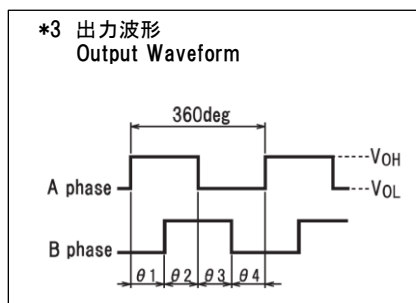 *3 出力波形
Output Waveform
360deg
VOH
A phase
VOL
B phase
θ1 θ2 θ3 θ4